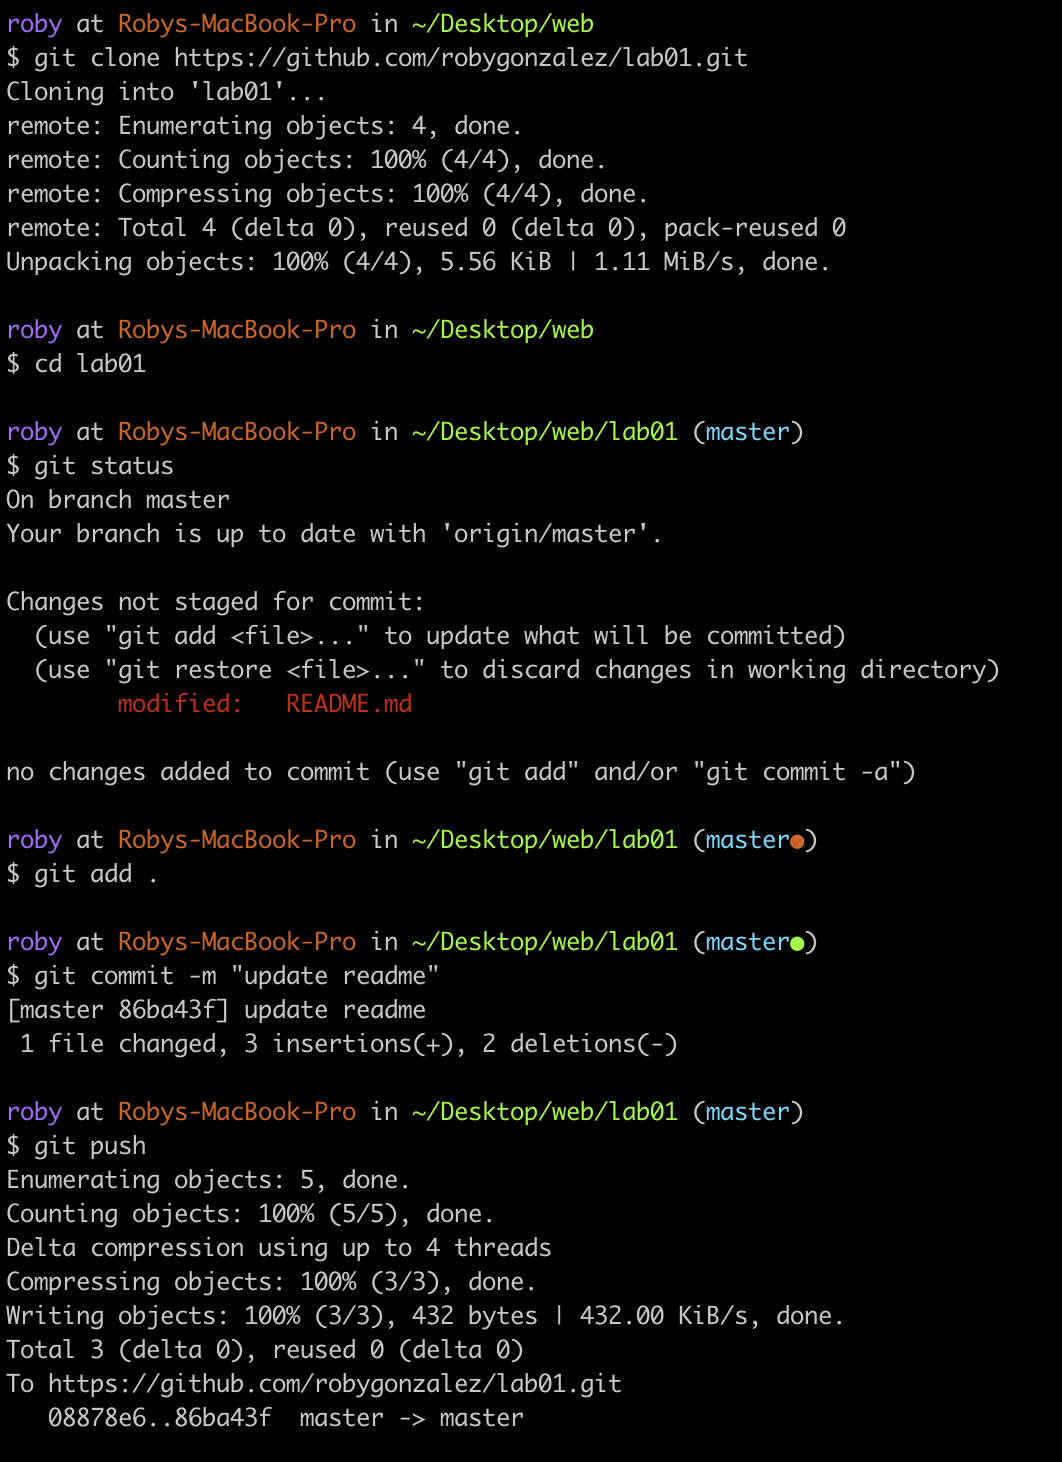 roby at Robys-MacBook-Pro in ~/Desktop/web
$ git clone https://github.com/robygonzalez/lab01.git
Cloning into 'lab01'...
remote: Enumerating objects: 4, done.
remote: Counting objects: 100% (4/4), done.
remote: Compressing objects: 100% (4/4), done.
remote: Total 4 (delta 0), reused 0 (delta 0), pack-reused 0
Unpacking objects: 100% (4/4), 5.56 KiB | 1.11 MiB/s, done.

roby at Robys-MacBook-Pro in ~/Desktop/web
$ cd lab01

roby at Robys-MacBook-Pro in ~/Desktop/web/lab01 (master)
$ git status
On branch master
Your branch is up to date with 'origin/master'.

Changes not staged for commit:
  (use "git add <file>..." to update what will be committed)
  (use "git restore <file>..." to discard changes in working directory)
        modified:   README.md

no changes added to commit (use "git add" and/or "git commit -a")

roby at Robys-MacBook-Pro in ~/Desktop/web/lab01 (master●)
$ git add .

roby at Robys-MacBook-Pro in ~/Desktop/web/lab01 (master●)
$ git commit -m "update readme"
[master 86ba43f] update readme
 1 file changed, 3 insertions(+), 2 deletions(-)

roby at Robys-MacBook-Pro in ~/Desktop/web/lab01 (master)
$ git push
Enumerating objects: 5, done.
Counting objects: 100% (5/5), done.
Delta compression using up to 4 threads
Compressing objects: 100% (3/3), done.
Writing objects: 100% (3/3), 432 bytes | 432.00 KiB/s, done.
Total 3 (delta 0), reused 0 (delta 0)
To https://github.com/robygonzalez/lab01.git
   08878e6..86ba43f  master -> master